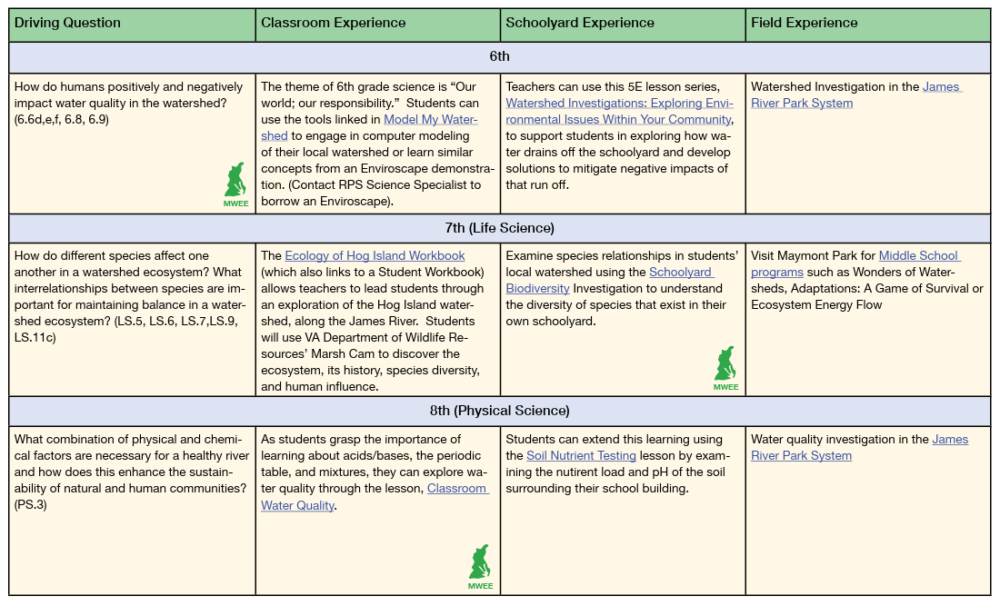 Driving Question
Classroom Experience
Schoolyard Experience
Field Experience
6th
How do humans positively and negatively
impact water quality in the watershed?
(6.6d,e,f, 6.8, 6.9)
MWEE
The theme of 6th grade science is “Our
world; our responsibility.”  Students can
use the tools linked in Model My Water-
shed to engage in computer modeling
of their local watershed or learn similar
concepts from an Enviroscape demonstra-
tion. (Contact RPS Science Specialist to
borrow an Enviroscape).
Teachers can use this 5E lesson series,
Watershed Investigations: Exploring Envi-
ronmental Issues Within Your Community,
to support students in exploring how wa-
ter drains off the schoolyard and develop
solutions to mitigate negative impacts of
that run off.
Watershed Investigation in the James
River Park System
7th (Life Science)
How do different species affect one
another in a watershed ecosystem? What
interrelationships between species are im-
portant for maintaining balance in a water-
shed ecosystem? (LS.5, LS.6, LS.7,LS.9,
LS.11c)
The Ecology of Hog Island Workbook
(which also links to a Student Workbook)
allows teachers to lead students through
an exploration of the Hog Island water-
shed, along the James River.  Students
will use VA Department of Wildlife Re-
sources’ Marsh Cam to discover the
ecosystem, its history, species diversity,
and human influence.
Examine species relationships in students’
local watershed using the Schoolyard
Biodiversity Investigation to understand
the diversity of species that exist in their
own schoolyard.
MWEE
Visit Maymont Park for Middle School
programs such as Wonders of Water-
sheds, Adaptations: A Game of Survival or
Ecosystem Energy Flow
8th (Physical Science)
What combination of physical and chemi-
cal factors are necessary for a healthy river
and how does this enhance the sustain-
ability of natural and human communities?
(PS.3)
As students grasp the importance of
learning about acids/bases, the periodic
table, and mixtures, they can explore wa-
ter quality through the lesson, Classroom
Water Quality.
MWEE
Students can extend this learning using
the Soil Nutrient Testing lesson by exam-
ining the nutirent load and pH of the soil
surrounding their school building.
Water quality investigation in the James
River Park System